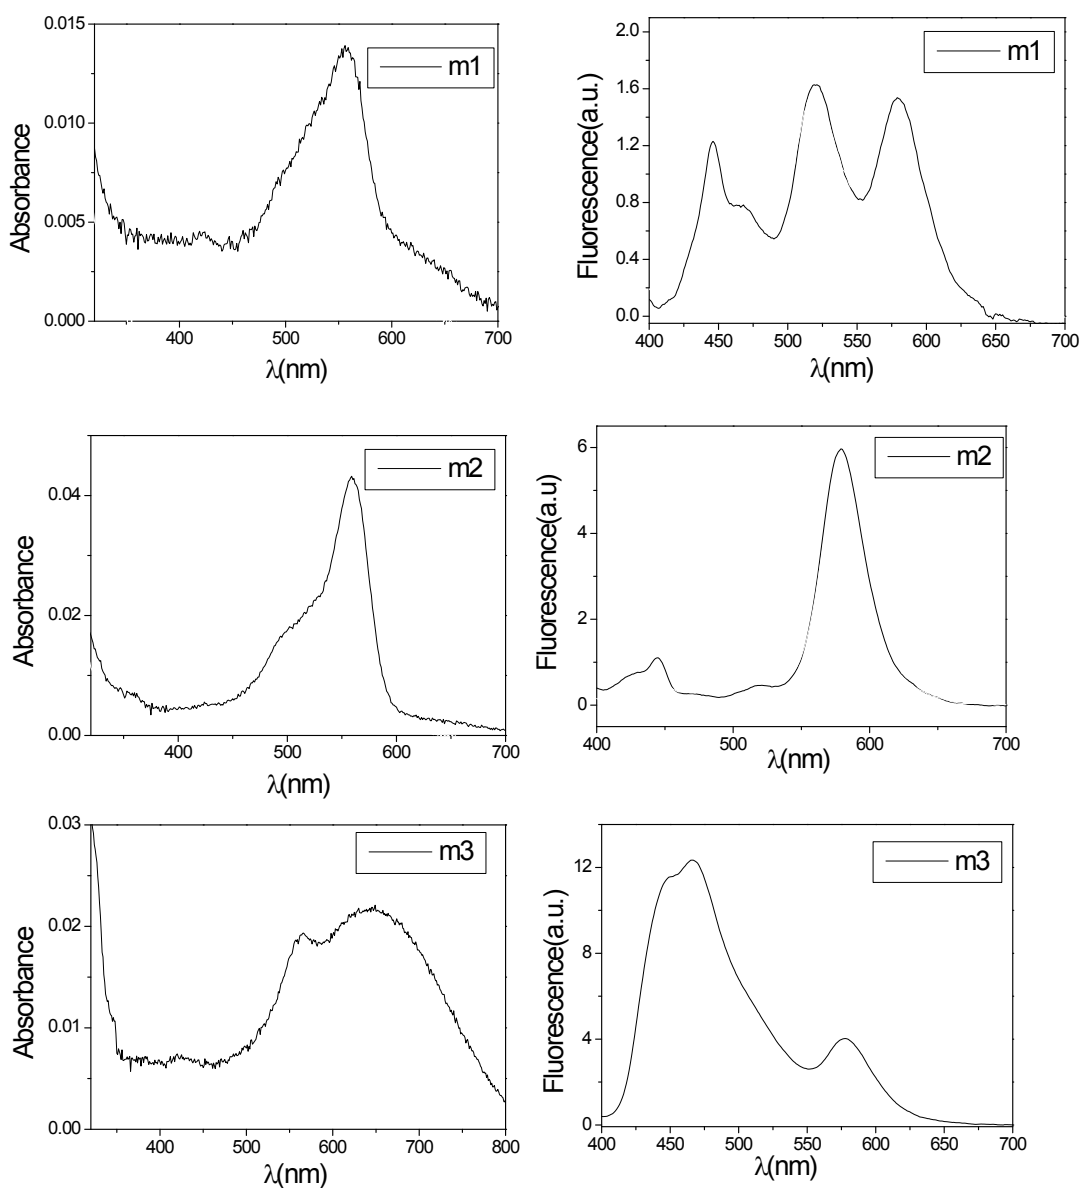 0.015
0.010
0.005
0.000
Absorbance
m1
400 500 600 700
λ(nm)
2.0
1.6
1.2
0.8
0.4
0.0
Fluorescence(a.u.)
m1
400 450 500 550 600 650 700
λ(nm)
0.04
0.02
0.00
Absorbance
m2
400 500 600 700
λ(nm)
6
4
2
0
Fluorescence(a.u)
m2
400 500 600 700
λ(nm)
0.03
0.02
0.01
0.00
Absorbance
m3
400 500 600 700 800
λ(nm)
12
8
4
0
Fluorescence(a.u.)
m3
400 450 500 550 600 650 700
λ(nm)